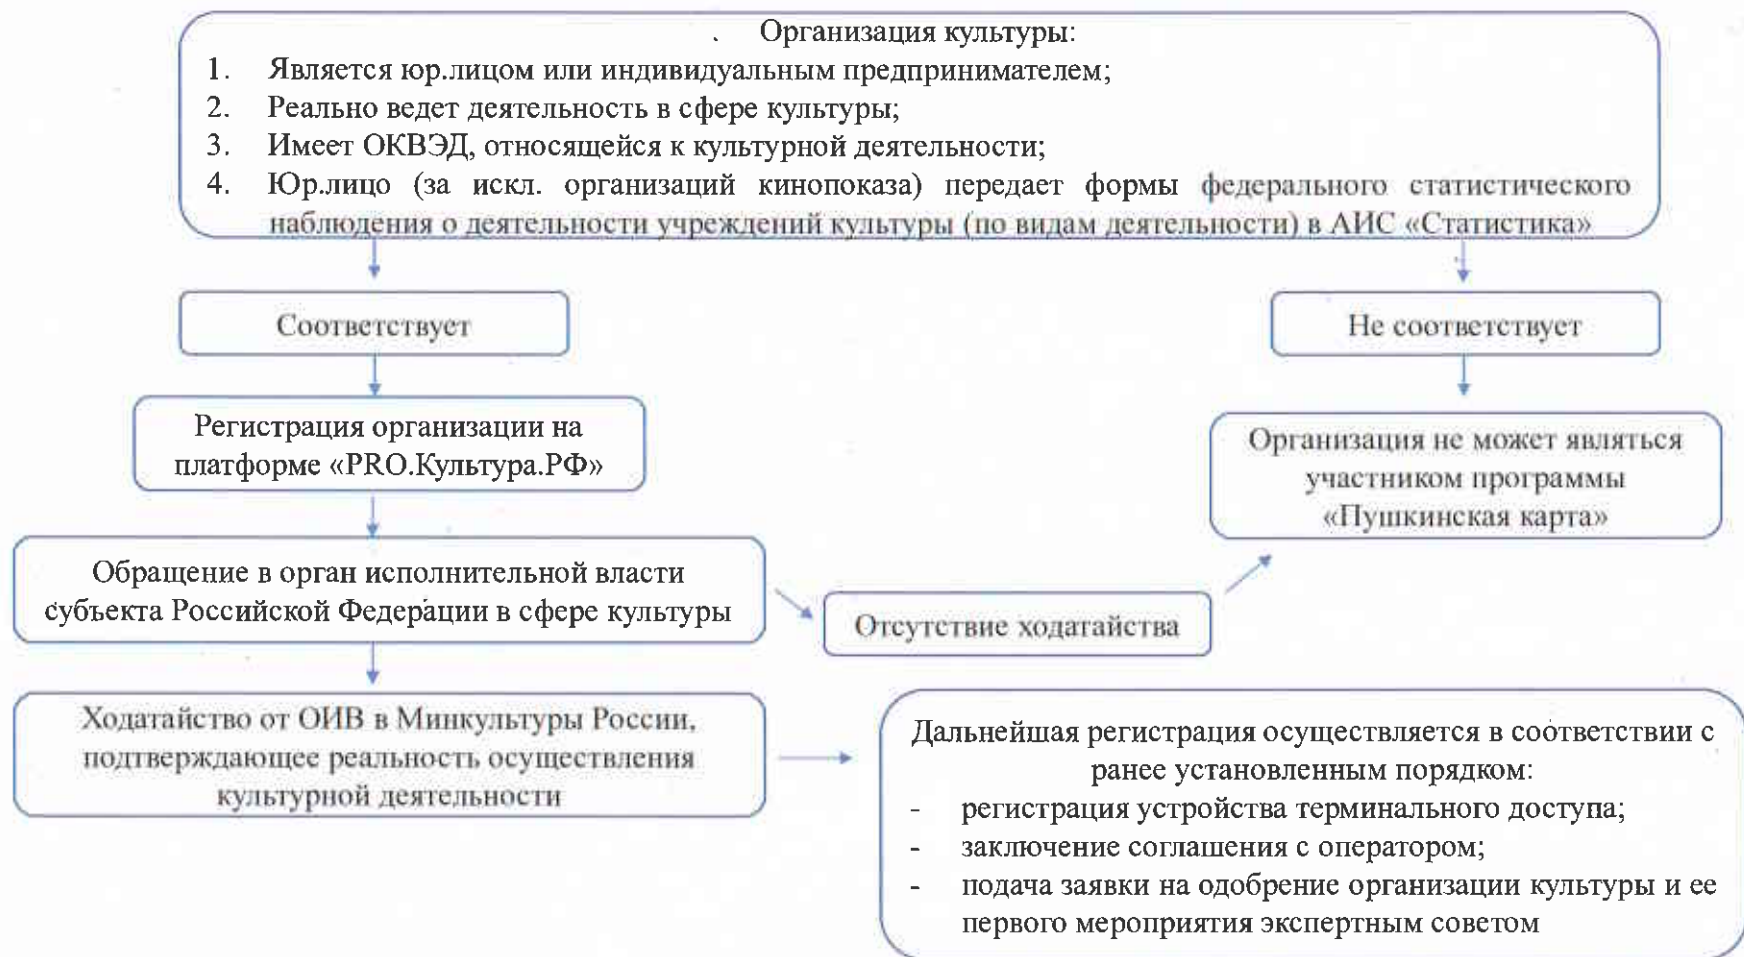 Организация культуры:
1. Является юр.лицом или индивидуальным предпринимателем;
2. Реально ведет деятельность в сфере культуры;
3. Имеет ОКВЭД, относящейся к культурной деятельности;
4. Юр.лицо (за искл. организаций кинопоказа) передает формы федерального статистического
наблюдения о деятельности учреждений культуры (по видам деятельности) в АИС «Статистика»
Соответствует
Не соответствует
Регистрация организации на
платформе «PRO.Культура.РФ»
Организация не может являться
участником программы
«Пушкинская карта»
Обращение в орган исполнительной власти
субъекта Российской Федерации в сфере культуры
Отсутствие ходатайства
Ходатайство от ОИВ в Минкультуры России,
подтверждающее реальность осуществления
культурной деятельности
Дальнейшая регистрация осуществляется в соответствии с
ранее установленным порядком:
- регистрация устройства терминального доступа;
- заключение соглашения с оператором;
- подача заявки на одобрение организации культуры и ее
первого мероприятия экспертным советом